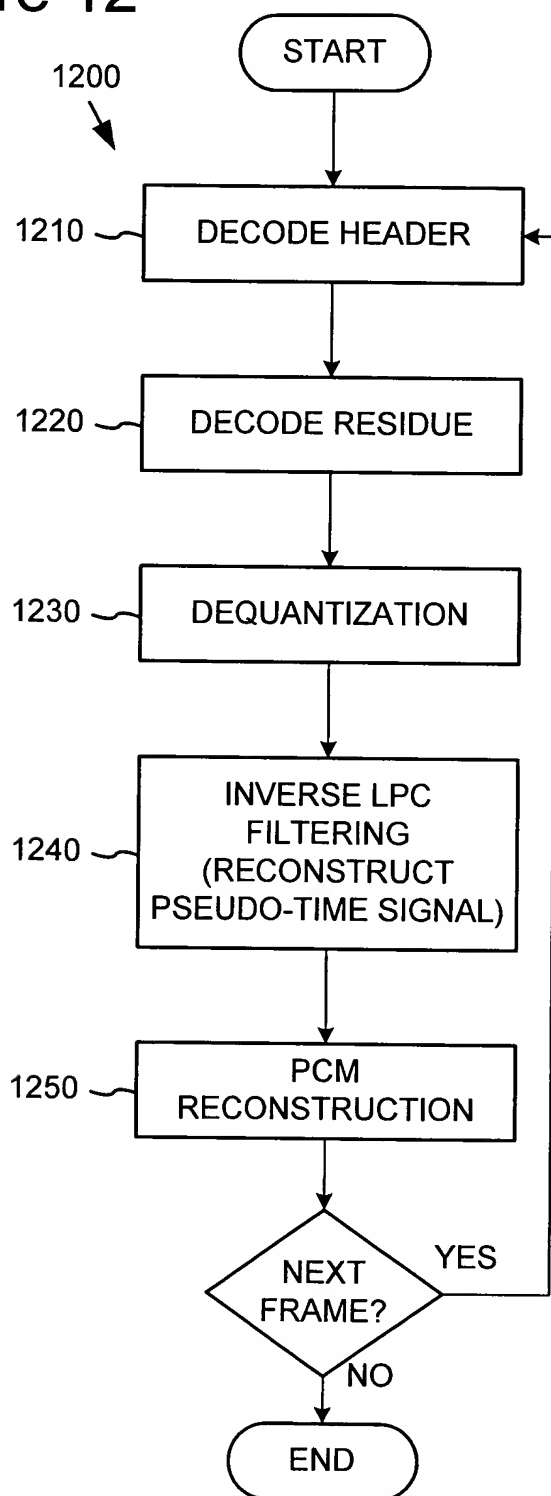 START
1200
1210
DECODE HEADER
1220
DECODE RESIDUE
1230
DEQUANTIZATION
1240
INVERSE LPC
FILTERING
(RECONSTRUCT
PSEUDO-TIME SIGNAL)
1250
PCM
RECONSTRUCTION
NEXT
FRAME?
YES
NO
END